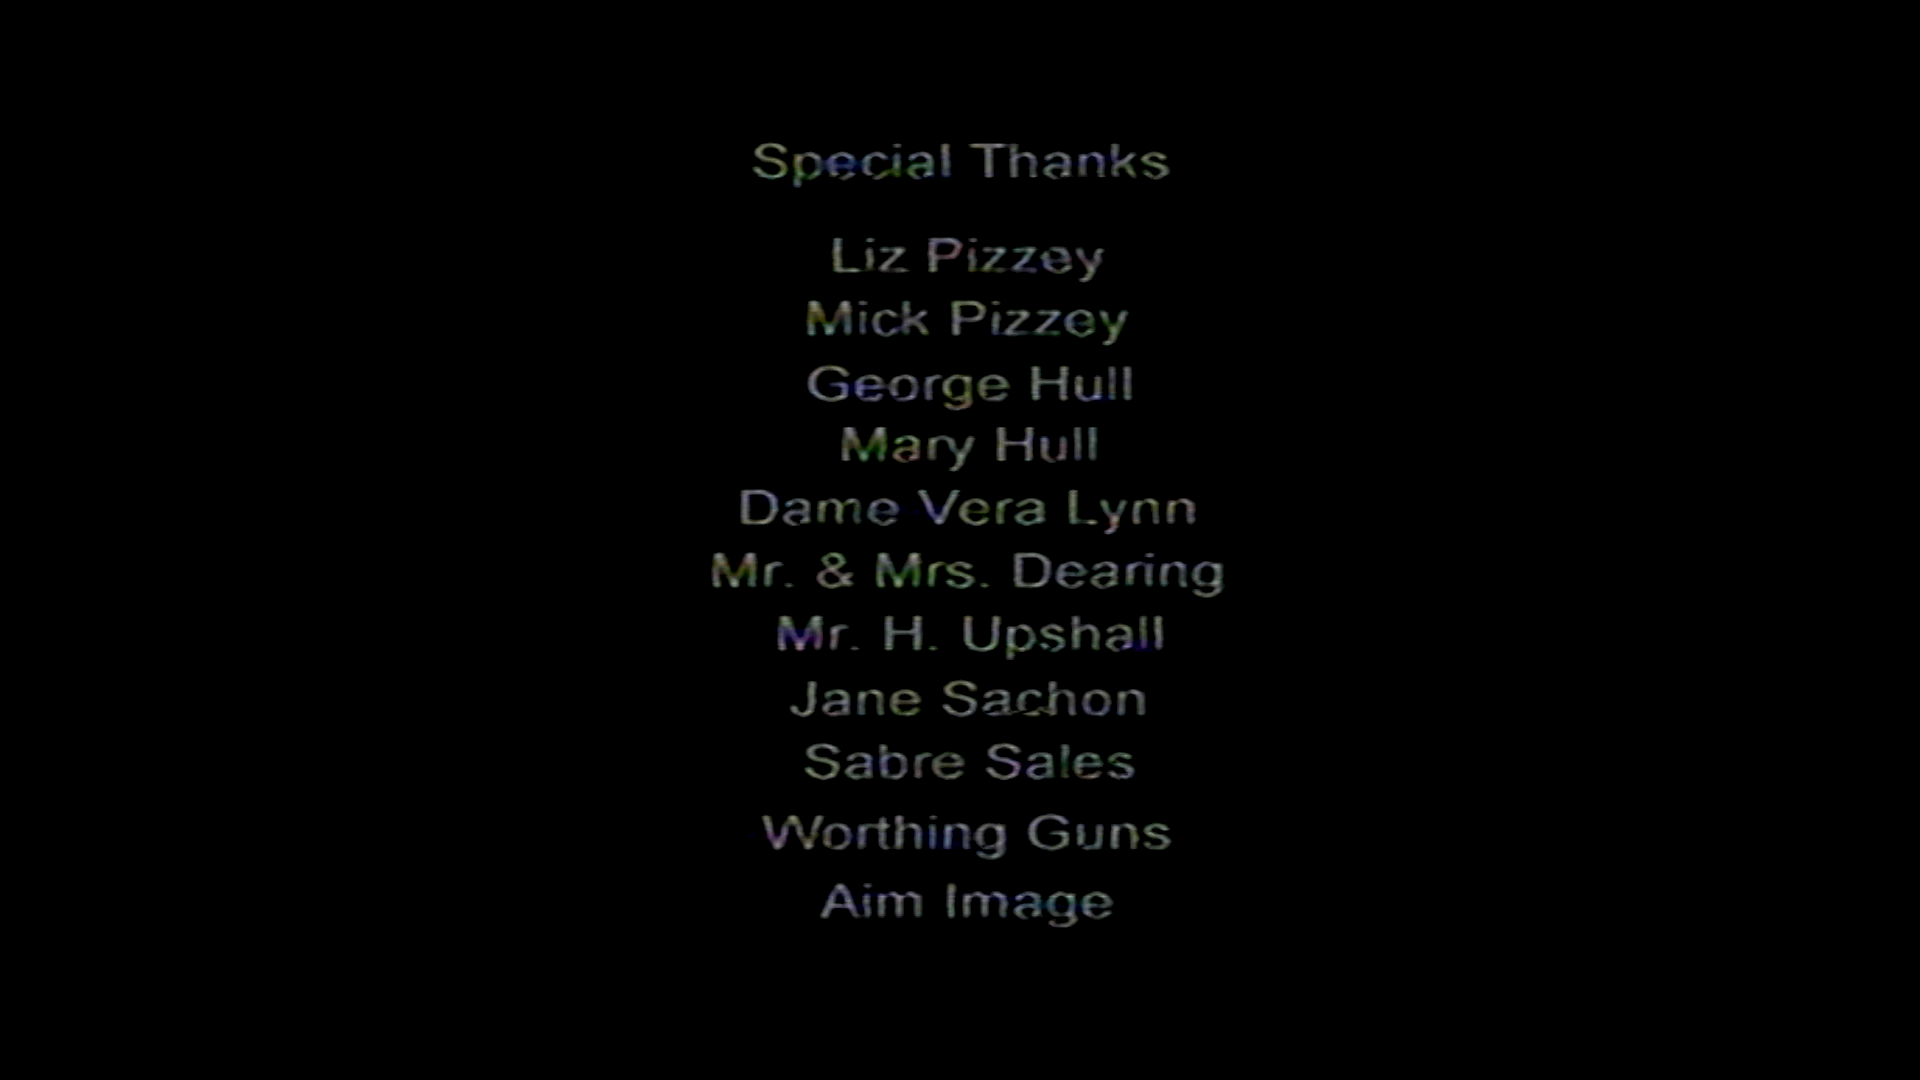 Special Thanks
Liz Pizzey
Mick Pizzey
George Hull
Mary Hull
Dame Vera Lynn
Mr. & Mrs. Dearing
Mr. H. Upshall
Jane Sachon
Sabre Sales
Worthing Guns
Aim Image